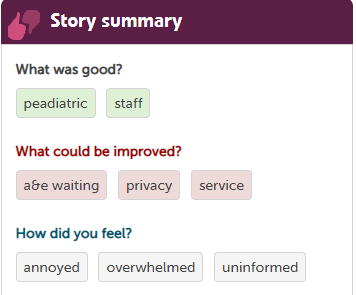 Story summary
What was good?
peadiatric staff
What could be improved?
a&e waiting privacy service
How did you feel?
annoyed overwhelmed uninformed